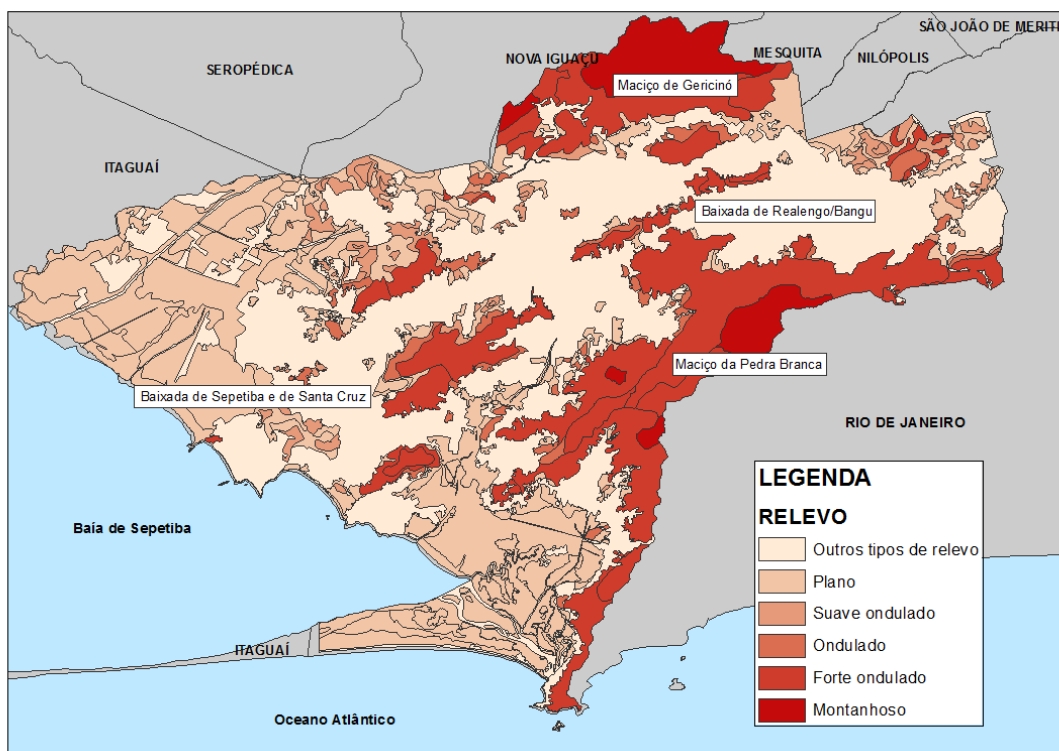 SÃO JOÃO DE MERITI
NOVA IGUAÇU
MESQUITA
NILÓPOLIS
SEROPÉDICA
Maciço de Gericinó
ITAGUAÍ
Baixada de Realengo/Bangu
Maciço da Pedra Branca
Baixada de Sepetiba e de Santa Cruz
RIO DE JANEIRO
LEGENDA
RELEVO
Outros tipos de relevo
Plano
Suave ondulado
Ondulado
Forte ondulado
Montanhoso
Baía de Sepetiba
ITAGUAÍ
Oceano Atlântico